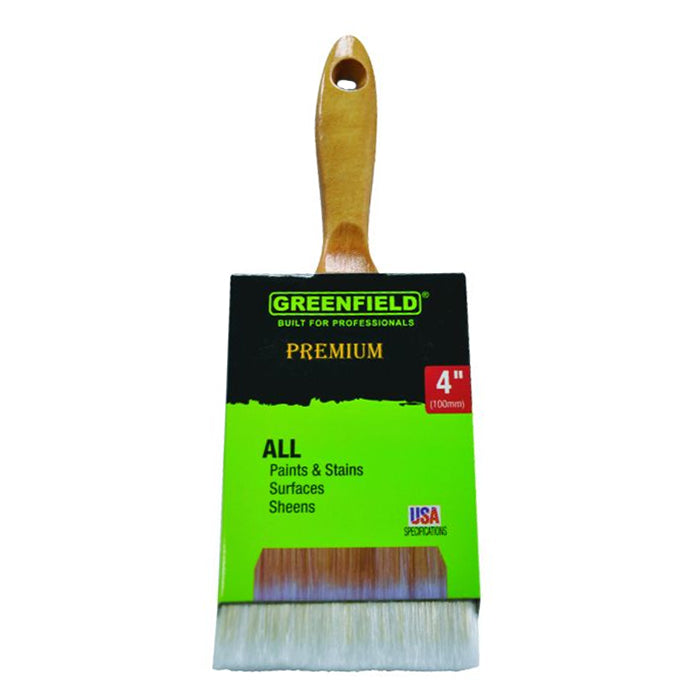 GREENFIELD®
BUILT FOR PROFESSIONALS
PREMIUM
4"
(100mm)
ALL
Paints & Stains
Surfaces
Sheens
USA
SPECIFICATIONS